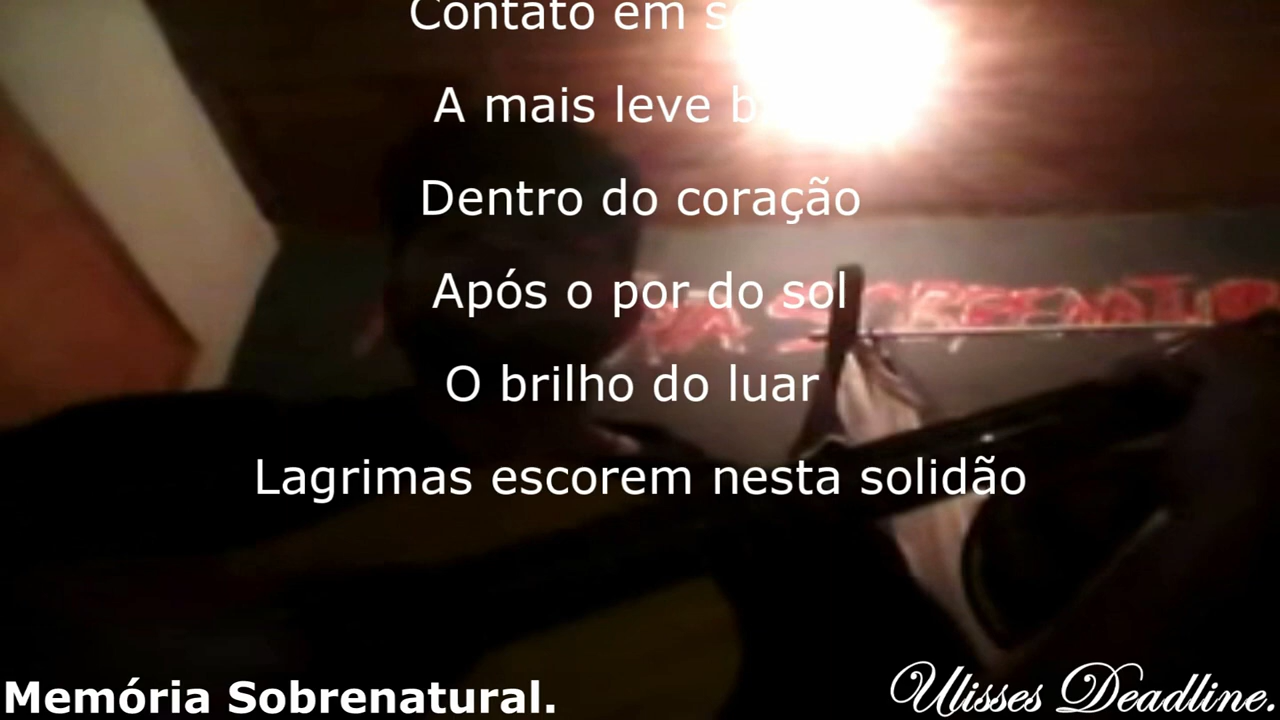 Contato em
A mais leve
Dentro do coração
Após o por do sol
O brilho do luar
Lagrimas escorem nesta solidão
Memória Sobrenatural.
Ulisses Deadline.